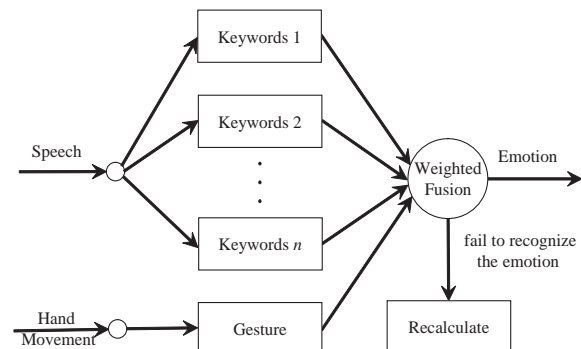 Keywords 1
Keywords 2
Speech
Weighted
Fusion
Emotion
Keywords n
fail to recognize
the emotion
Hand
Movement
Gesture
Recalculate